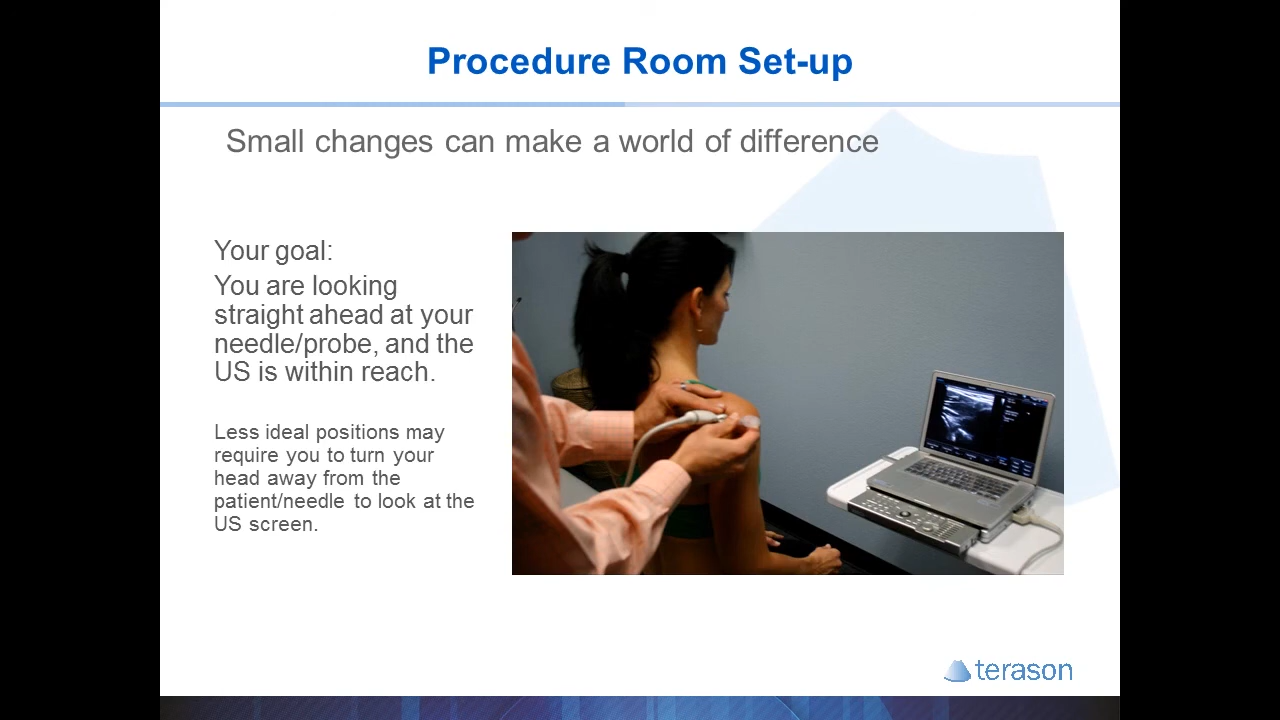 Procedure Room Set-up
Small changes can make a world of difference
Your goal:
You are looking
straight ahead at your
needle/probe, and the
US is within reach.
Less ideal positions may
require you to turn your
head away from the
patient/needle to look at the
US screen.
terason